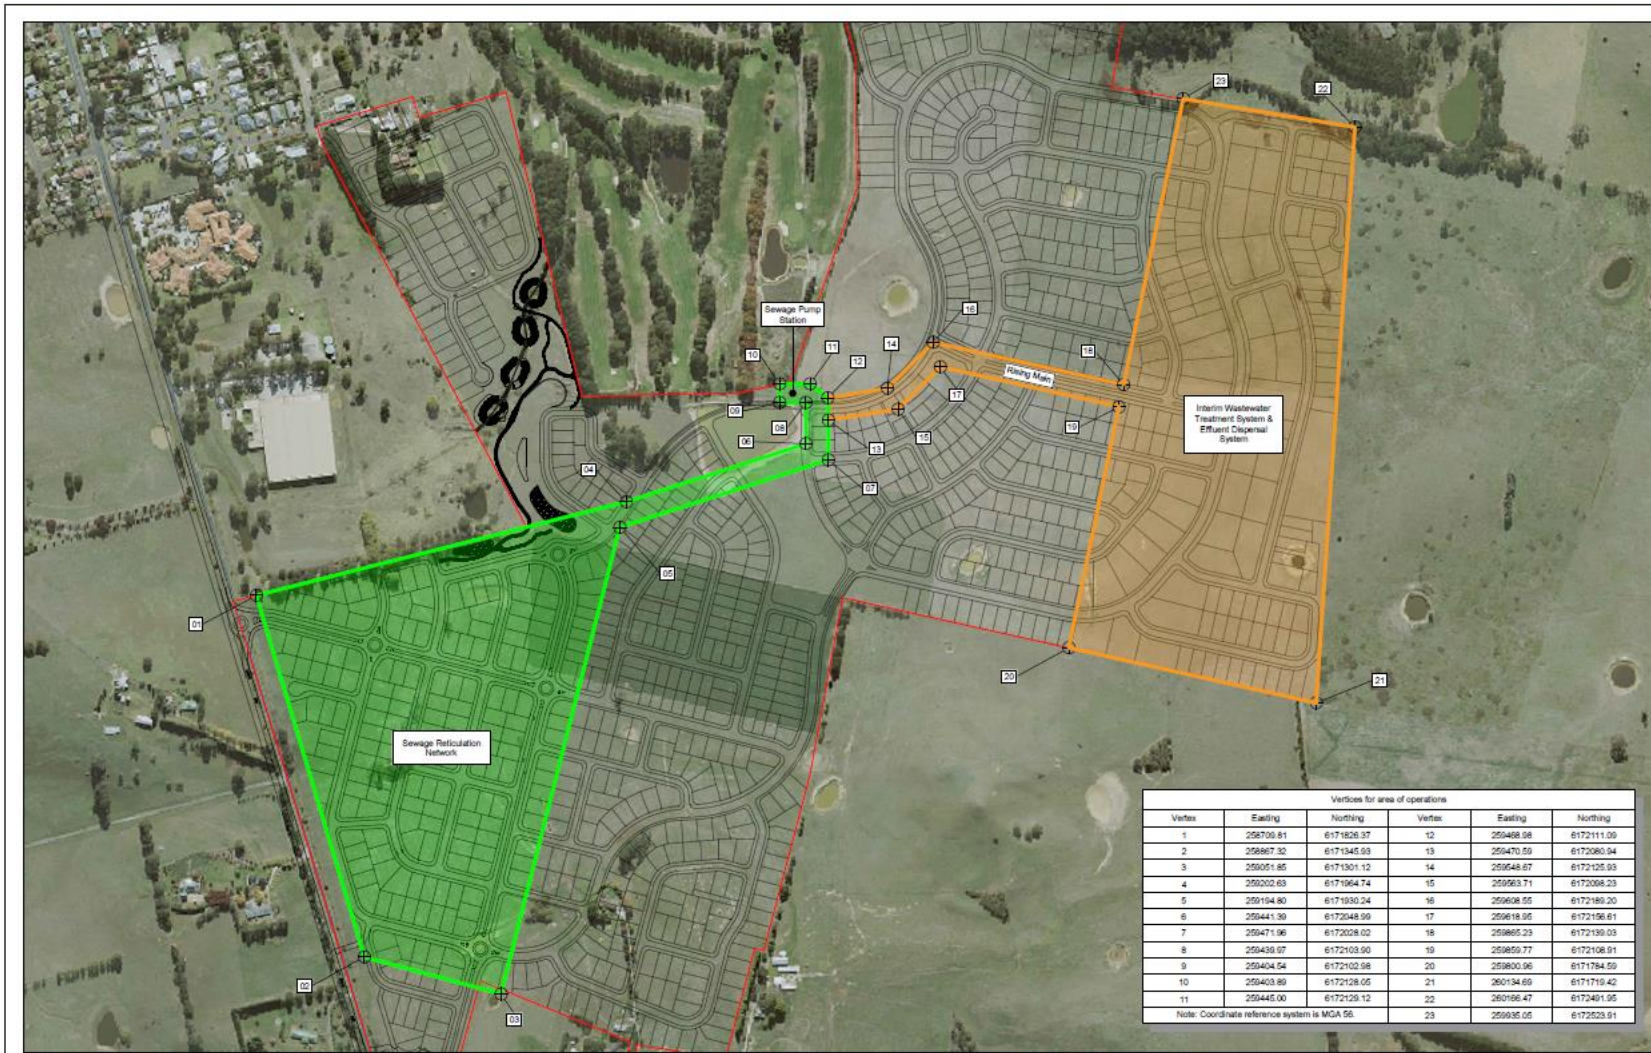 23
22
Sewage Pump
Station
16
10
11
12
14
18
Rising Main
09
08
17
19
Interim Wastewater
Treatment System &
Effluent Dispersal
System
06
15
13
04
07
05
01
20
21
Sewage Reticulation
Network
02
03
Vertices for area of operations
Vertex Easting Northing Vertex Easting Northing
1 258709.81 6171826.37 12 259468.98 6172111.09
2 258867.32 6171345.93 13 259470.59 6172080.94
3 259051.85 6171301.12 14 259548.67 6172125.93
4 259202.63 6171964.74 15 259563.71 6172098.23
5 259194.80 6171930.24 16 259608.55 6172189.20
6 259441.39 6172048.99 17 259618.95 6172156.61
7 259471.96 6172028.02 18 259865.23 6172139.03
8 259439.97 6172103.90 19 259859.77 6172108.91
9 259404.54 6172102.98 20 259800.96 6171784.59
10 259403.89 6172128.05 21 260134.69 6171719.42
11 259445.00 6172129.12 22 260166.47 6172491.95
Note: Coordinate reference system is MGA 56. 23 259935.05 6172523.91